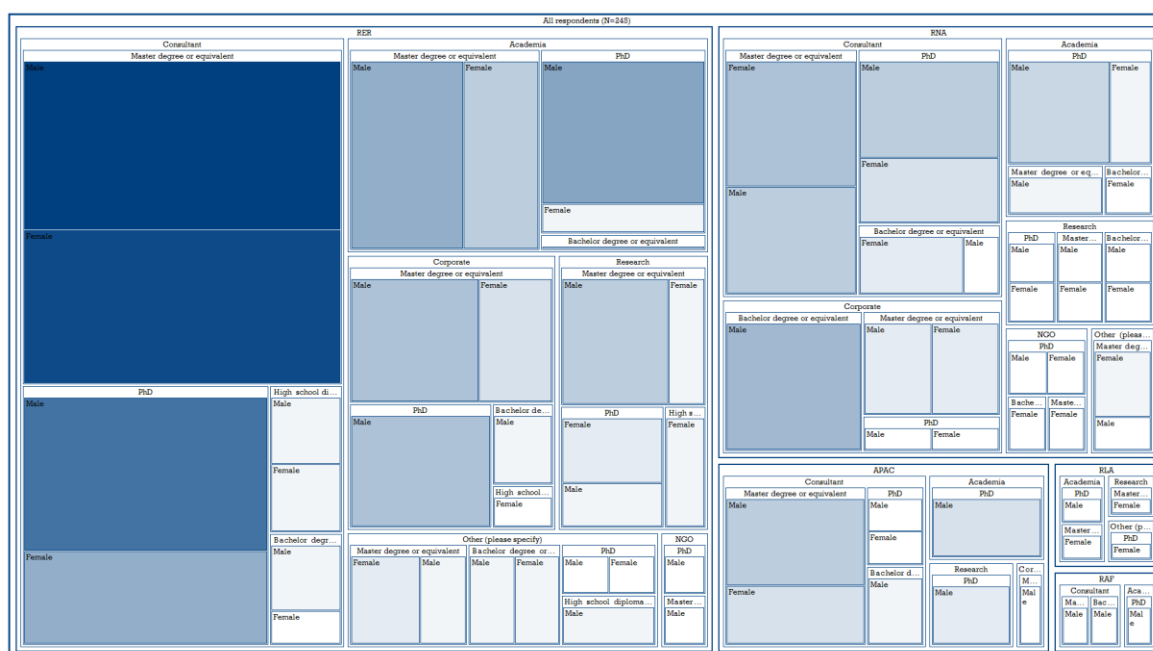 All respondents (N=248)
RER
Consultant
Master degree or equivalent
Male
Female
PhD
Male
Female
High school di...
Male
Female
Bachelor degr...
Male
Female
Academia
Master degree or equivalent
Male
Female
PhD
Male
Female
Bachelor degree or equivalent
Corporate
Master degree or equivalent
Male
Female
PhD
Male
Bachelor de...
Male
High school...
Female
Research
Master degree or equivalent
Male
Female
PhD
Female
Male
High s...
Female
Other (please specify)
Master degree or equivalent
Female
Male
Bachelor degree or...
Male
Female
PhD
Male
Female
High school diploma...
Male
NGO
PhD
Male
Master...
Male
RNA
Consultant
Master degree or equivalent
Female
Male
PhD
Male
Female
Bachelor degree or equivalent
Female
Male
Academia
PhD
Male
Female
Master degree or eq...
Male
Bachelor...
Female
Research
PhD
Male
Female
Master...
Male
Female
Bachelor...
Male
Female
Corporate
Bachelor degree or equivalent
Male
Master degree or equivalent
Male
Female
PhD
Male
Female
NGO
PhD
Male
Female
Bache...
Female
Maste...
Female
Other (pleas...
Master deg...
Female
Male
APAC
Consultant
Master degree or equivalent
Male
Female
PhD
Male
Female
Bachelor d...
Male
Academia
PhD
Male
Research
PhD
Male
Cor...
M...
Mal
e
RLA
Academia
PhD
Male
Master...
Female
Research
Master...
Female
Other (p...
PhD
Female
RAF
Consultant
Ma...
Male
Bac...
Male
Aca...
PhD
Mal
e